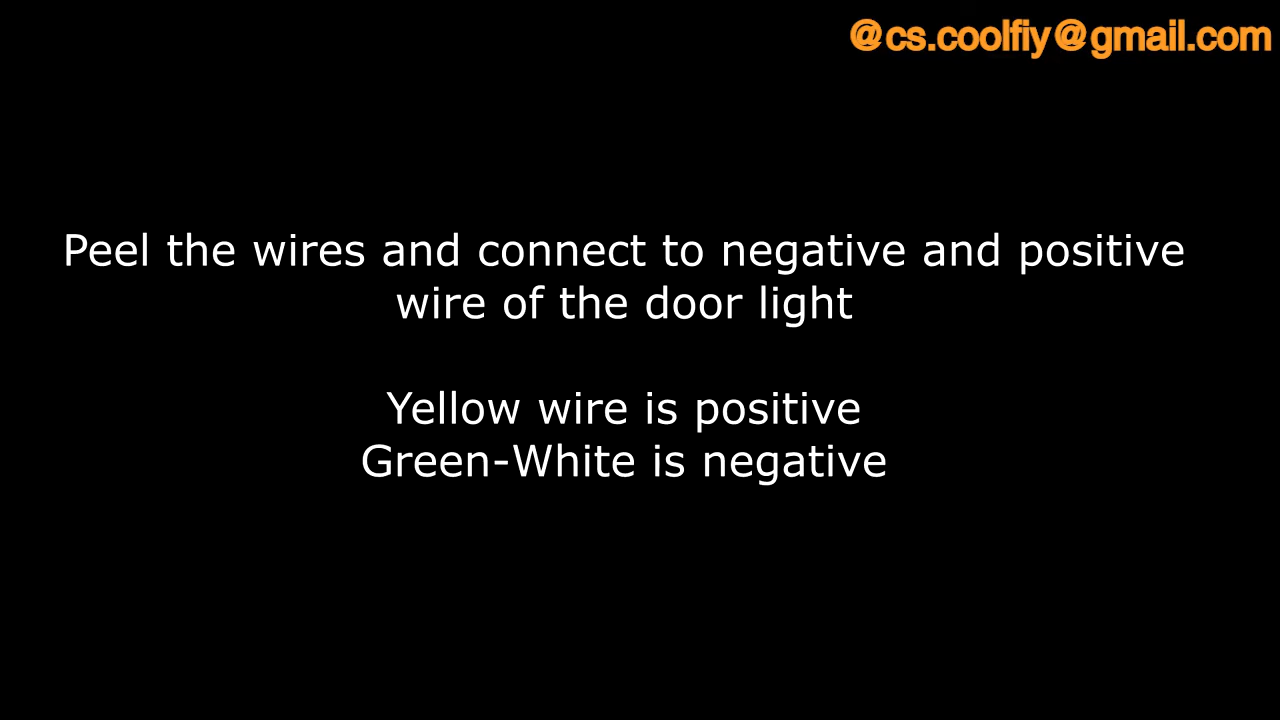 @cs.coolfiy@gmail.com
Peel the wires and connect to negative and positive
wire of the door light
Yellow wire is positive
Green-White is negative